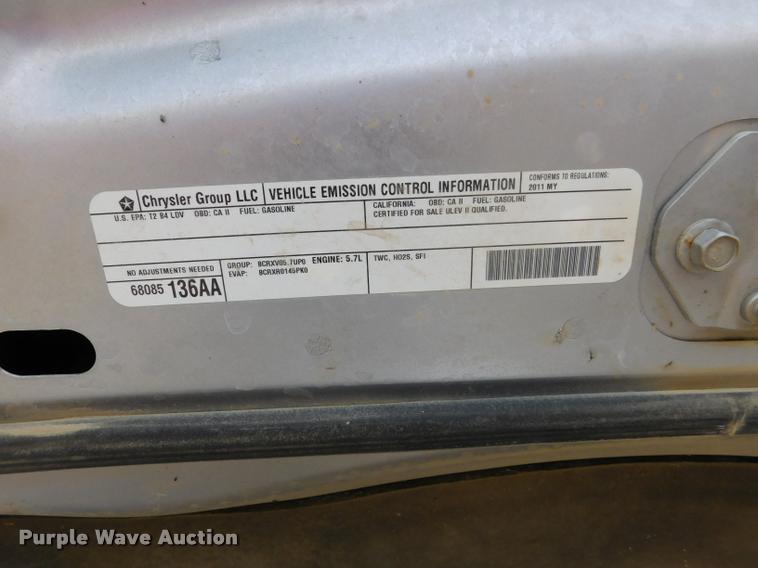 Chrysler Group LLC VEHICLE EMISSION CONTROL INFORMATION
CONFORMS TO REGULATIONS:
2011 MY
U.S. EPA: T2 B4 LDV OBD: CA II FUEL: GASOLINE
CALIFORNIA: OBD: CA II FUEL: GASOLINE
CERTIFIED FOR SALE ULEV II QUALIFIED.
NO ADJUSTMENTS NEEDED
68085 136AA
GROUP: BCRXV05.7UP0 ENGINE: 5.7L
EVAP: BCRXR0145PK0
TWC, HO2S, SFI
Purple Wave Auction